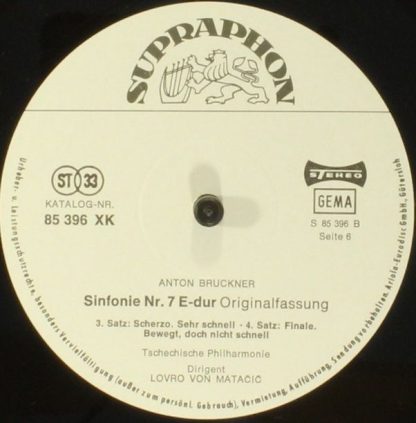 SUPRAPHON
ST 33
STEREO
KATALOG-NR.
85 396 XK
GEMA
S 85 396 B
Seite 6
ANTON BRUCKNER
Sinfonie Nr. 7 E-dur Originalfassung
3. Satz: Scherzo. Sehr schnell · 4. Satz: Finale.
Bewegt, doch nicht schnell
Tschechische Philharmonie
Dirigent
LOVRO VON MATAČIĆ
Urheber- u. Leistungsschutzrechte, besonders Vervielfältigung (außer zum persönl. Gebrauch), Vermietung, Aufführung, Sendung vorbehalten. Ariola-Eurodisc GmbH., Gütersloh